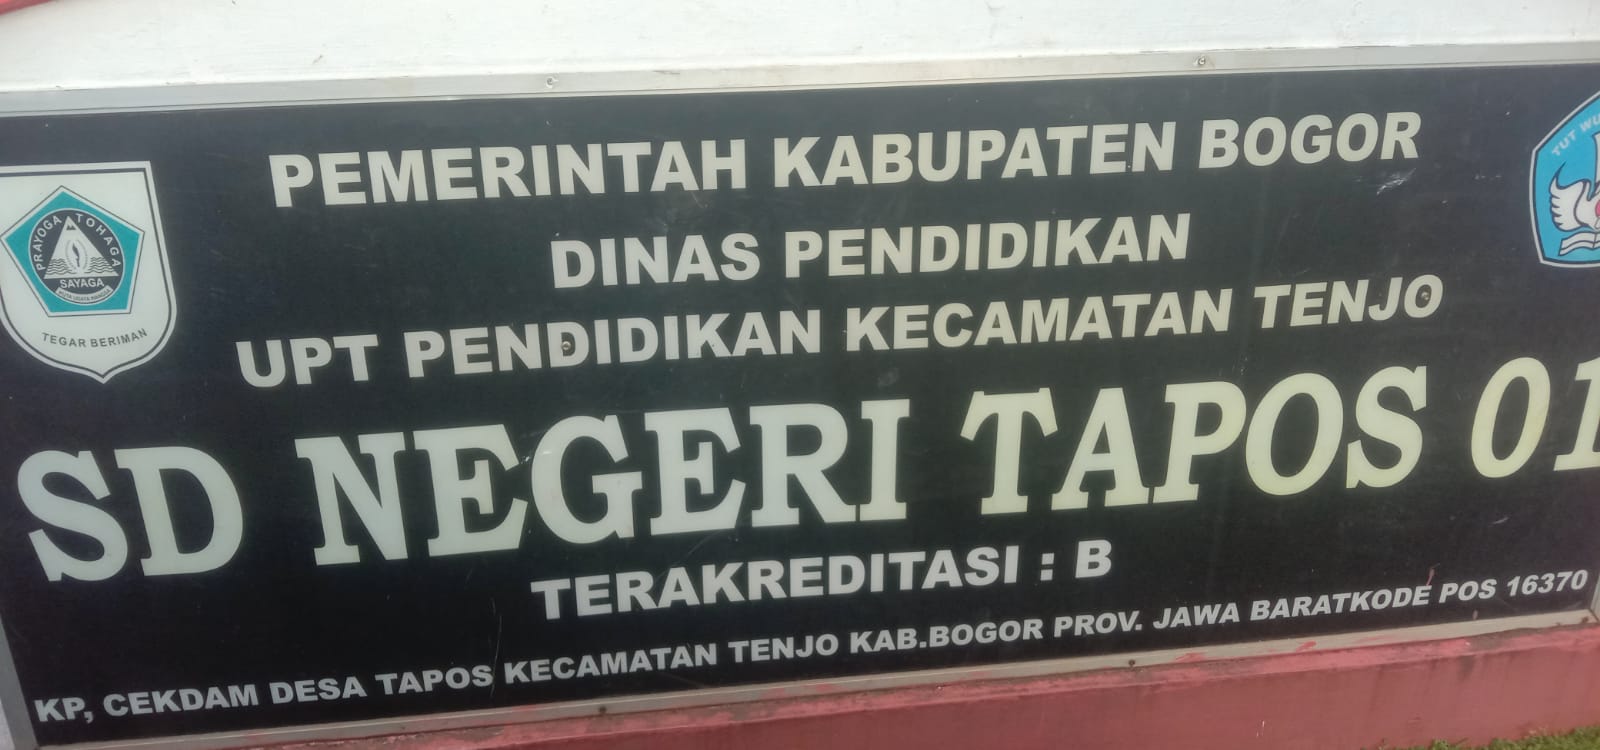 PEMERINTAH KABUPATEN BOGOR
DINAS PENDIDIKAN
UPT PENDIDIKAN KECAMATAN TENJO
SD NEGERI TAPOS 01
TERAKREDITASI : B
KP, CEKDAM DESA TAPOS KECAMATAN TENJO KAB.BOGOR PROV. JAWA BARATKODE POS 16370
PRAYOGA TOHAGA
SAYAGA
TEGAR BERIMAN
TUT